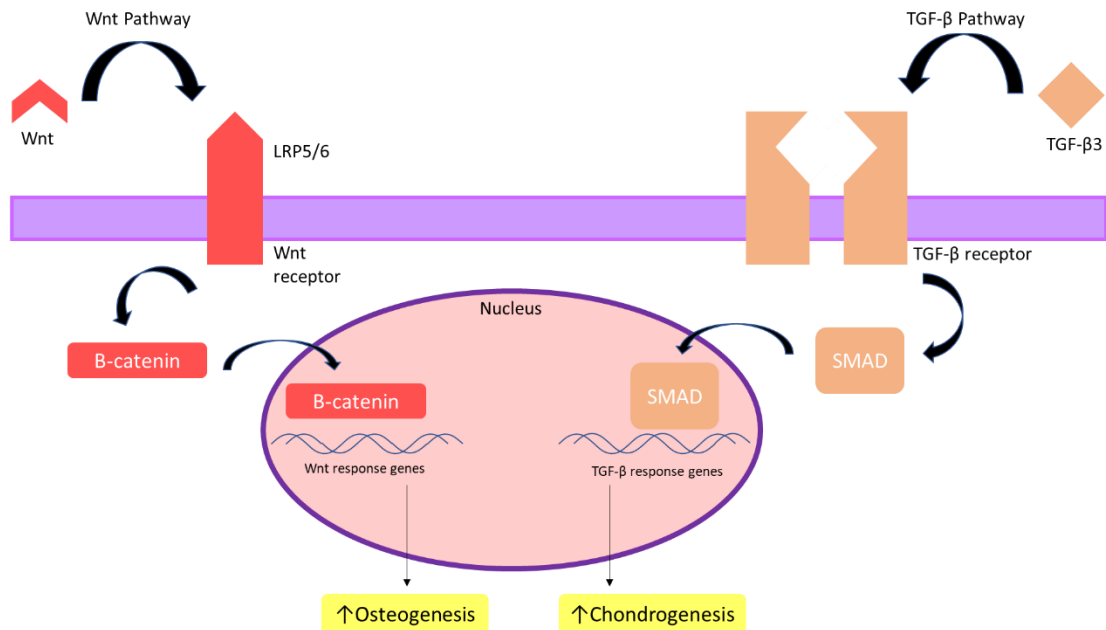 Wnt Pathway
TGF-β Pathway
Wnt
LRP5/6
TGF-β3
Wnt
receptor
TGF-β receptor
Nucleus
B-catenin
SMAD
B-catenin
SMAD
Wnt response genes
TGF-β response genes
↑Osteogenesis
↑Chondrogenesis